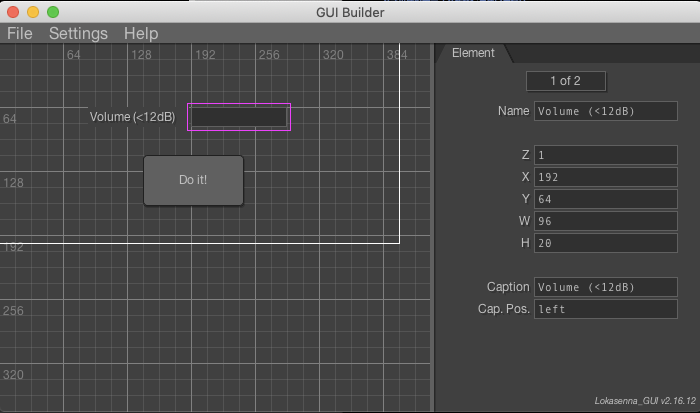 GUI Builder
File Settings Help
64 128 192 256 320 384
Element
1 of 2
Name Volume (<12dB)
64
Volume (<12dB)
Z 1
X 192
Do it!
128
Y 64
W 96
192
H 20
Caption Volume (<12dB)
256
Cap. Pos. left
320
Lokasenna_GUI v2.16.12